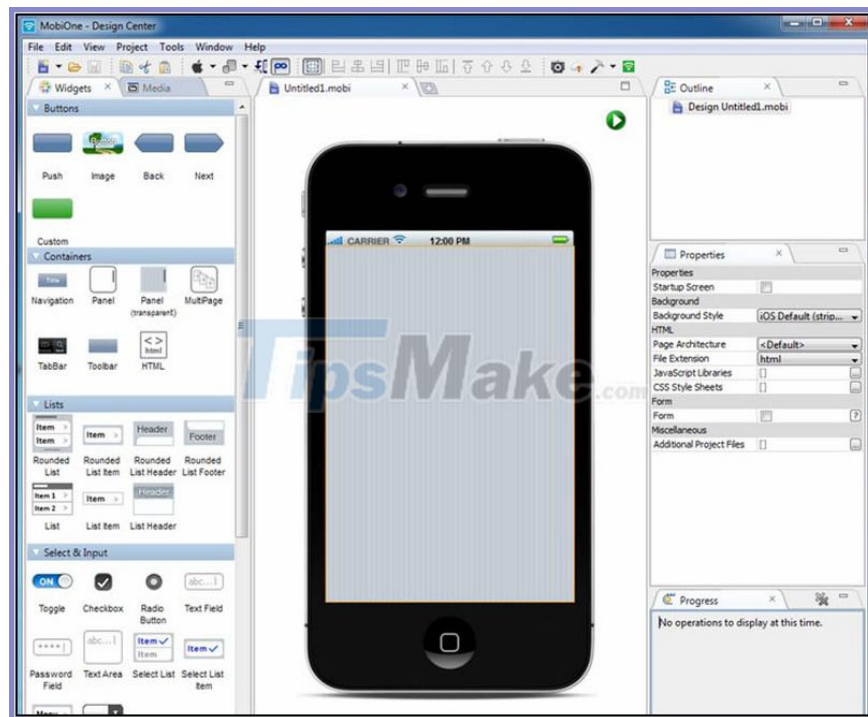 MobiOne - Design Center
File Edit View Project Tools Window Help
Widgets
Media
Untitled1.mobi
Outline
Design Untitled1.mobi
Buttons
Button
Push Image Back Next
Custom
Containers
Title
Navigation Panel Panel (transparent) MultiPage
< >
html
TabBar Toolbar HTML
Lists
Item >
Item >
Item >
Header
Footer
Rounded List
Rounded List Item
Rounded List Header
Rounded List Footer
Item 1 >
Item 2 >
Item >
Header
List List Item List Header
Select & Input
ON
abc...I
Toggle Checkbox Radio Button Text Field
abc...I
Item
Item
Item
Password Field
Text Area
Select List
Select List Item
Menu
CARRIER 12:00 PM
TipsMake.com
Properties
Properties
Startup Screen
Background
Background Style iOS Default (strip...
HTML
Page Architecture <Default>
File Extension html
JavaScript Libraries []
CSS Style Sheets []
Form
Form ?
Miscellaneous
Additional Project Files []
Progress
No operations to display at this time.